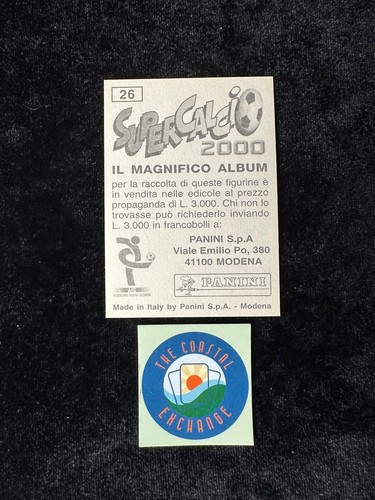 26
SUPERCALCIO
2000
IL MAGNIFICO ALBUM
per la raccolta di queste figurine è
in vendita nelle edicole al prezzo
propaganda di L. 3.000. Chi non lo
trovasse può richiederlo inviando
L. 3.000 in francobolli a:
PANINI S.p.A
Viale Emilio Po, 380
41100 MODENA
PANINI
Made in Italy by Panini S.p.A. - Modena
THE COASTAL
EXCHANGE